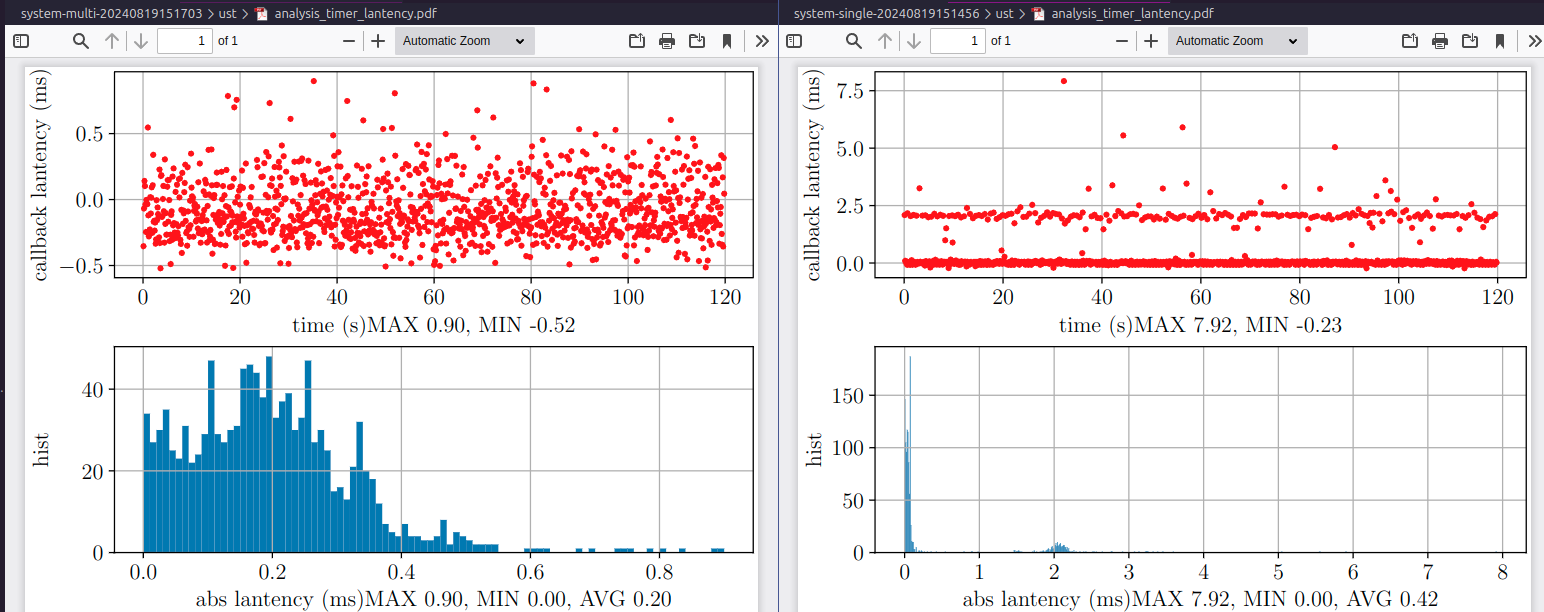 system-multi-20240819151703 > ust > analysis_timer_lantency.pdf
1 of 1
Automatic Zoom
callback lantency (ms)
0.5
0.0
−0.5
0 20 40 60 80 100 120
time (s)MAX 0.90, MIN -0.52
hist
40
20
0
0.0 0.2 0.4 0.6 0.8
abs lantency (ms)MAX 0.90, MIN 0.00, AVG 0.20
system-single-20240819151456 > ust > analysis_timer_lantency.pdf
1 of 1
Automatic Zoom
callback lantency (ms)
7.5
5.0
2.5
0.0
0 20 40 60 80 100 120
time (s)MAX 7.92, MIN -0.23
hist
150
100
50
0
0 1 2 3 4 5 6 7 8
abs lantency (ms)MAX 7.92, MIN 0.00, AVG 0.42